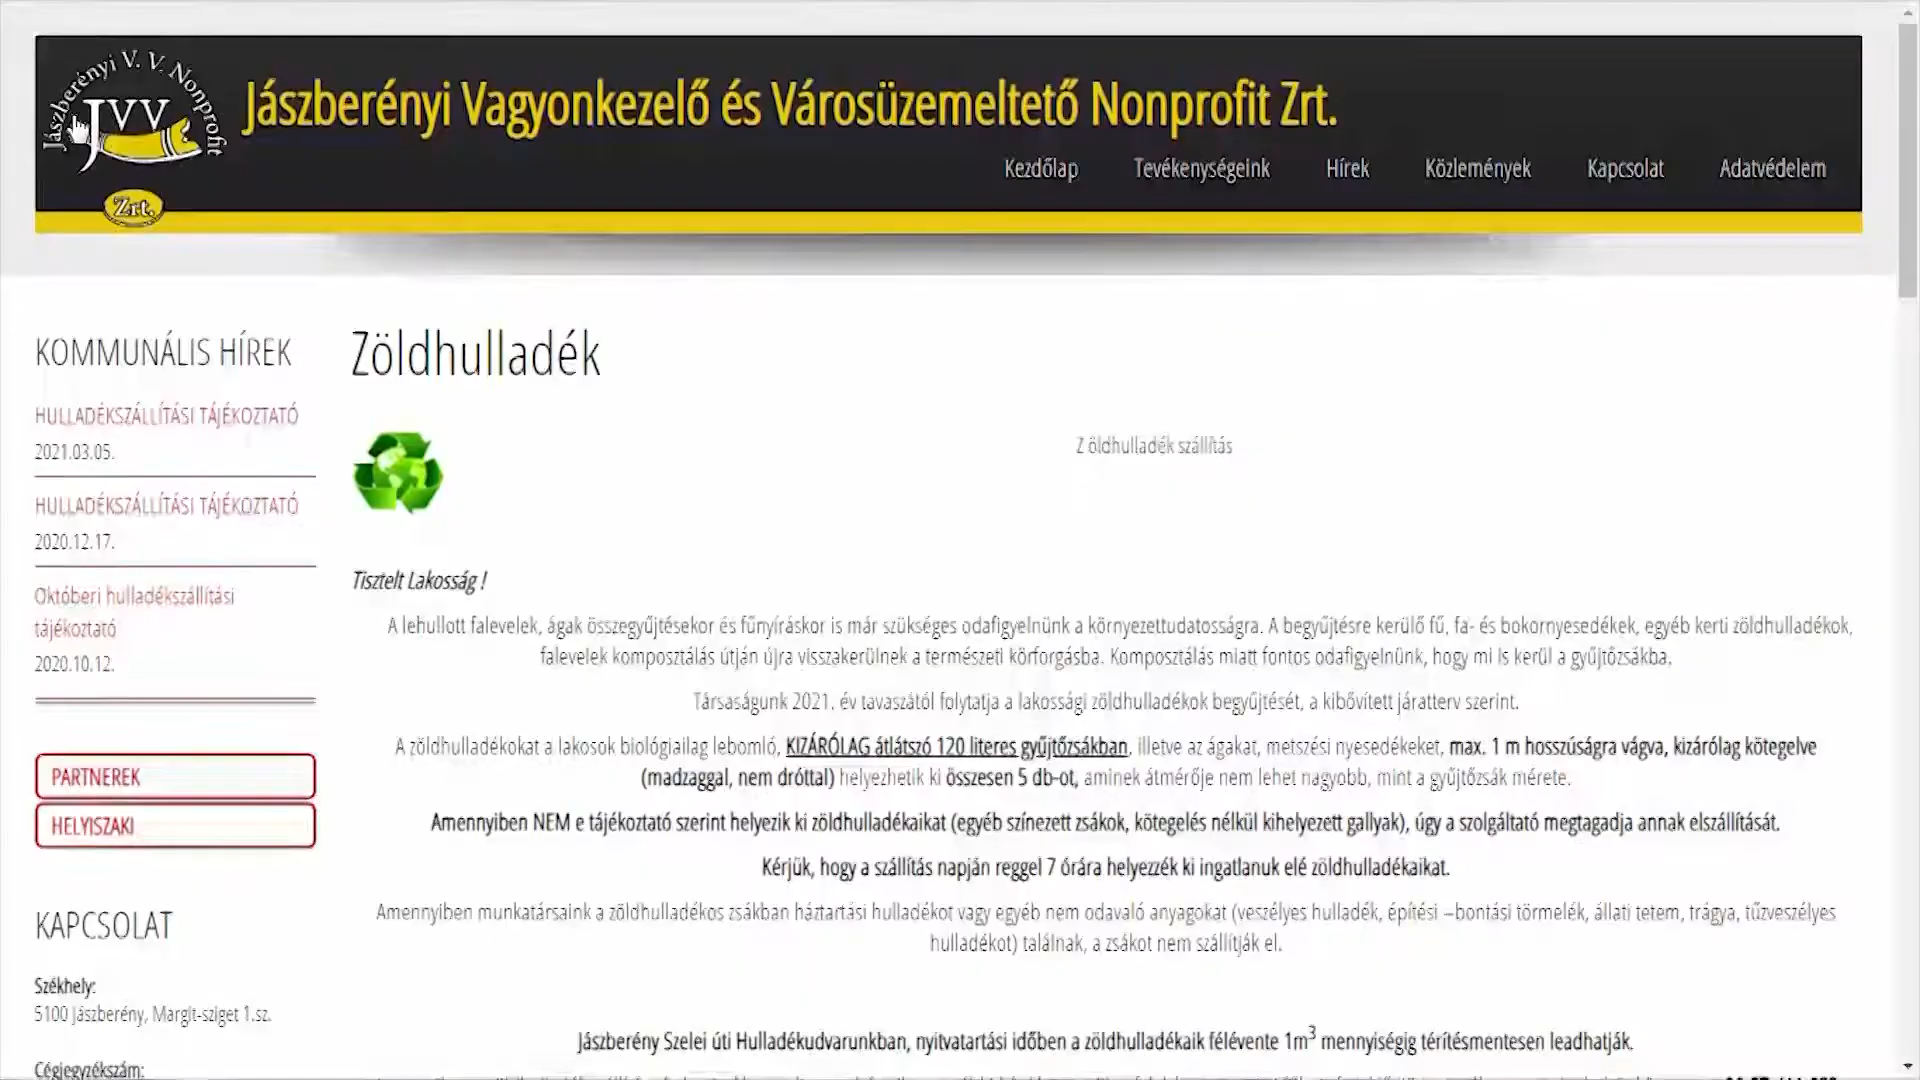 Jászberényi V. V. Nonprofit
JVV
Zrt.
Jászberényi Vagyonkezelő és Városüzemeltető Nonprofit Zrt.
Kezdőlap Tevékenységeink Hírek Közlemények Kapcsolat Adatvédelem
KOMMUNÁLIS HÍREK
HULLADÉKSZÁLLÍTÁSI TÁJÉKOZTATÓ
2021.03.05.
HULLADÉKSZÁLLÍTÁSI TÁJÉKOZTATÓ
2020.12.17.
Októberi hulladékszállítási
tájékoztató
2020.10.12.
PARTNEREK
HELYISZAKI
KAPCSOLAT
Székhely:
5100 Jászberény, Margit-sziget 1.sz.
Cégjegyzékszám:
Zöldhulladék
Z öldhulladék szállítás
Tisztelt Lakosság !
A lehullott falevelek, ágak összegyűjtésekor és fűnyíráskor is már szükséges odafigyelnünk a környezettudatosságra. A begyűjtésre kerülő fű, fa- és bokornyesedékek, egyéb kerti zöldhulladékok,
falevelek komposztálás útján újra visszakerülnek a természeti körforgásba. Komposztálás miatt fontos odafigyelnünk, hogy mi is kerül a gyűjtőzsákba.
Társaságunk 2021. év tavaszától folytatja a lakossági zöldhulladékok begyűjtését, a kibővített járatterv szerint.
A zöldhulladékokat a lakosok biológiailag lebomló, KIZÁRÓLAG átlátszó 120 literes gyűjtőzsákban, illetve az ágakat, metszési nyesedékeket, max. 1 m hosszúságra vágva, kizárólag kötegelve
(madzaggal, nem dróttal) helyezhetik ki összesen 5 db-ot, aminek átmérője nem lehet nagyobb, mint a gyűjtőzsák mérete.
Amennyiben NEM e tájékoztató szerint helyezik ki zöldhulladékaikat (egyéb színezett zsákok, kötegelés nélkül kihelyezett gallyak), úgy a szolgáltató megtagadja annak elszállítását.
Kérjük, hogy a szállítás napján reggel 7 órára helyezzék ki ingatlanuk elé zöldhulladékaikat.
Amennyiben munkatársaink a zöldhulladékos zsákban háztartási hulladékot vagy egyéb nem odavaló anyagokat (veszélyes hulladék, építési –bontási törmelék, állati tetem, trágya, tűzveszélyes
hulladékot) találnak, a zsákot nem szállítják el.
Jászberény Szelei úti Hulladékudvarunkban, nyitvatartási időben a zöldhulladékaik félévente 1m³ mennyiségig térítésmentesen leadhatják.